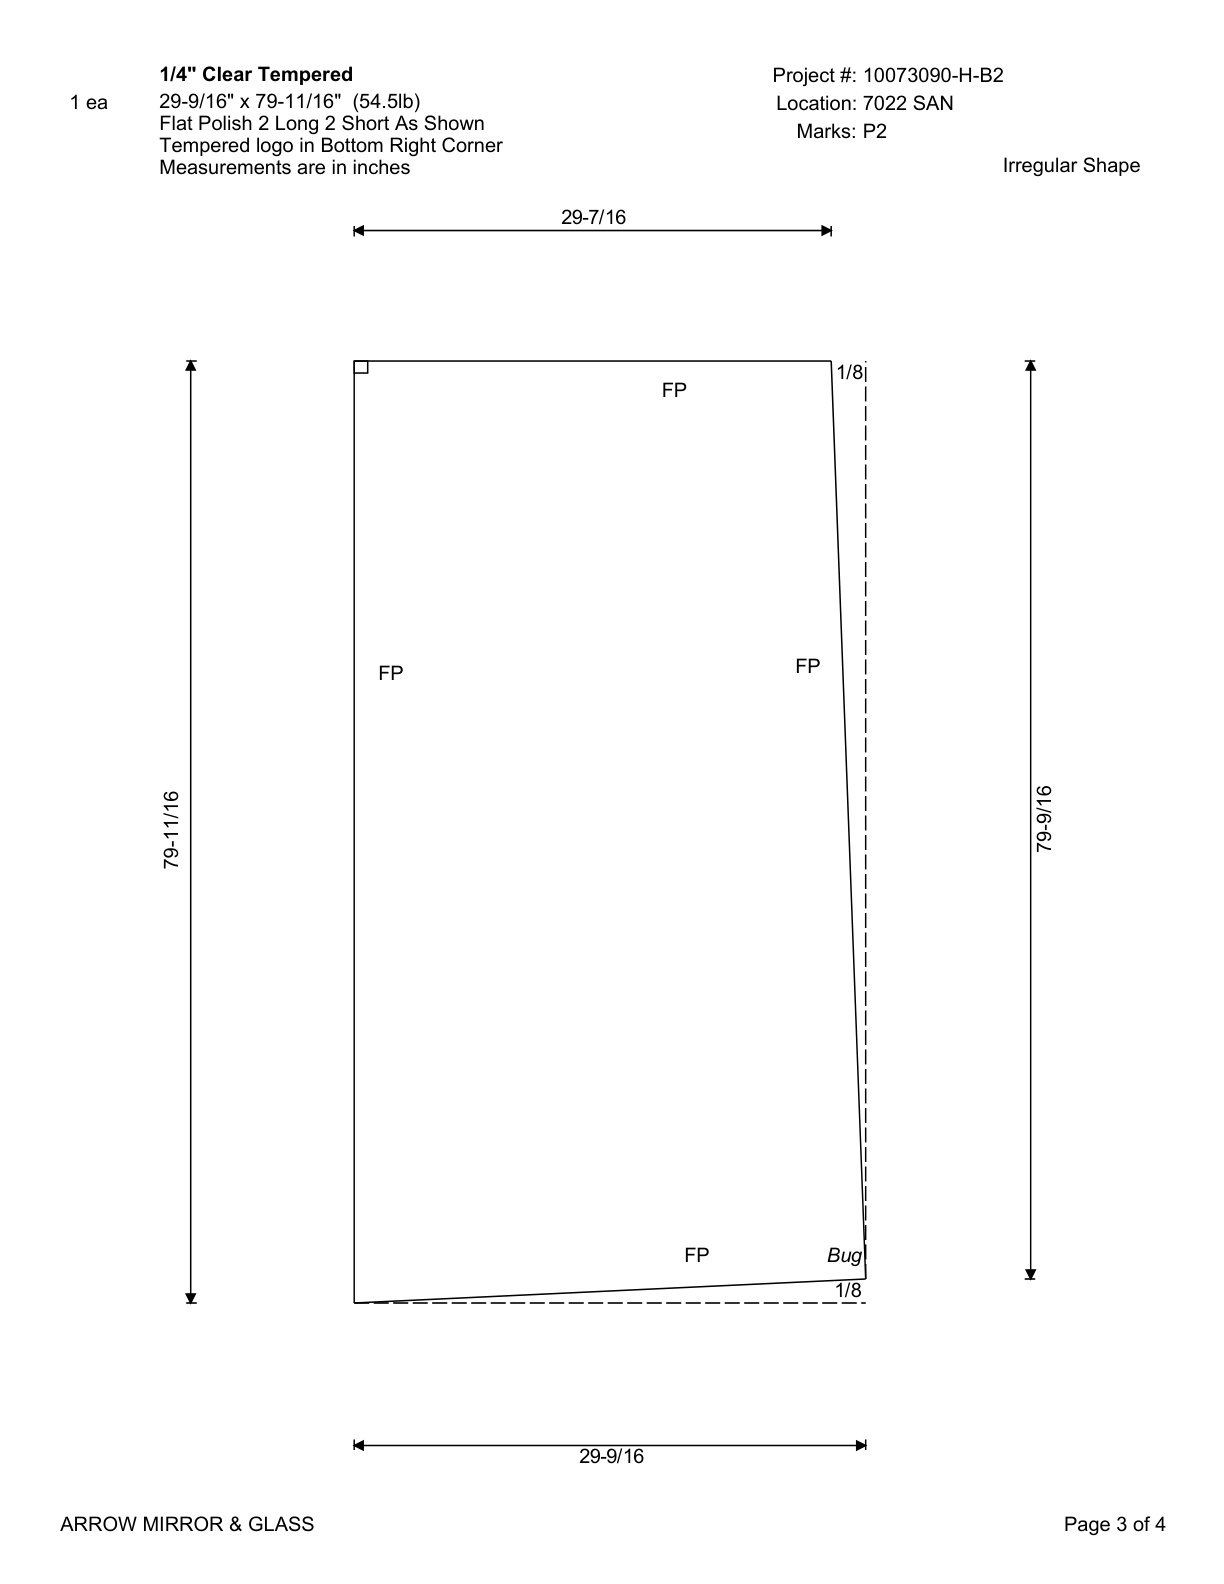 1/4" Clear Tempered
Project #: 10073090-H-B2
1 ea
29-9/16" x 79-11/16"  (54.5lb)
Location: 7022 SAN
Flat Polish 2 Long 2 Short As Shown
Marks: P2
Tempered logo in Bottom Right Corner
Measurements are in inches
Irregular Shape
29-7/16
1/8
FP
FP
FP
79-11/16
79-9/16
FP
Bug
1/8
29-9/16
ARROW MIRROR & GLASS
Page 3 of 4